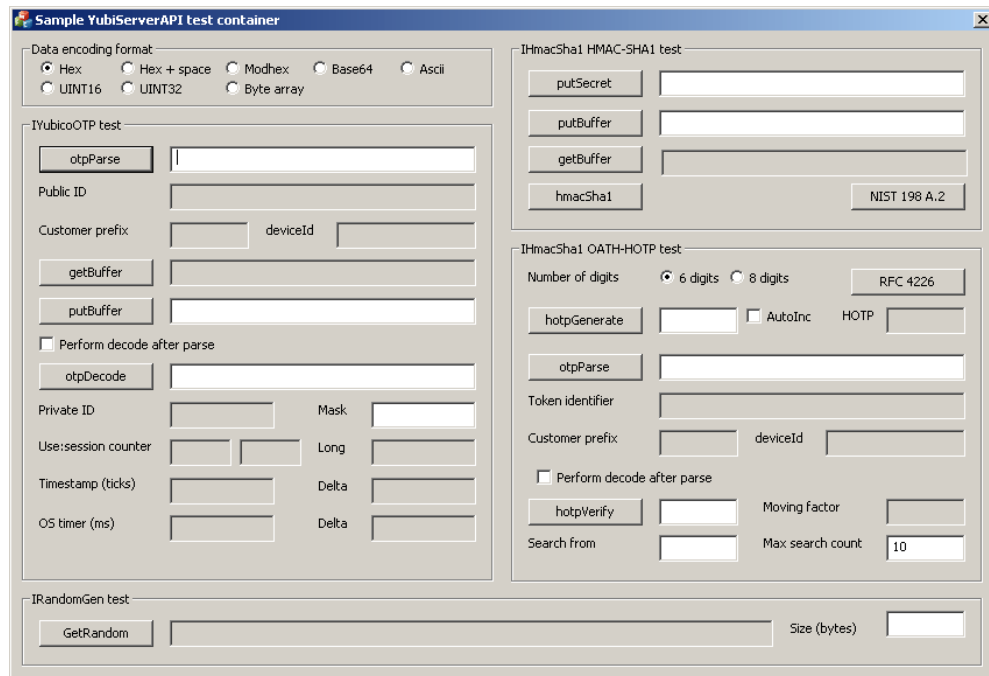 Sample YubiServerAPI test container
Data encoding format
Hex Hex + space Modhex Base64 Ascii
UINT16 UINT32 Byte array
IYubicoOTP test
otpParse
Public ID
Customer prefix deviceId
getBuffer
putBuffer
Perform decode after parse
otpDecode
Private ID Mask
Use:session counter Long
Timestamp (ticks) Delta
OS timer (ms) Delta
IHmacSha1 HMAC-SHA1 test
putSecret
putBuffer
getBuffer
hmacSha1 NIST 198 A.2
IHmacSha1 OATH-HOTP test
Number of digits 6 digits 8 digits RFC 4226
hotpGenerate AutoInc HOTP
otpParse
Token identifier
Customer prefix deviceId
Perform decode after parse
hotpVerify Moving factor
Search from Max search count 10
IRandomGen test
GetRandom Size (bytes)